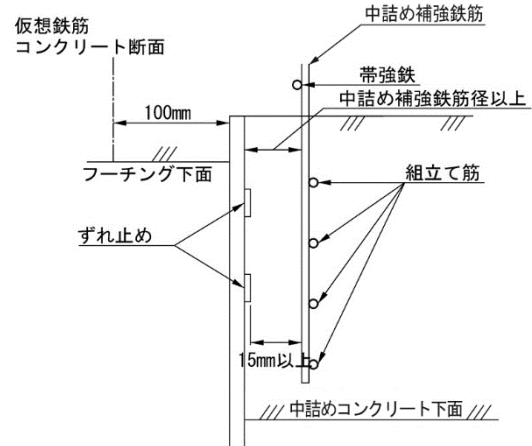 仮想鉄筋
コンクリート断面
中詰め補強鉄筋
帯強鉄
中詰め補強鉄筋径以上
100mm
フーチング下面
組立て筋
ずれ止め
15mm以上
中詰めコンクリート下面